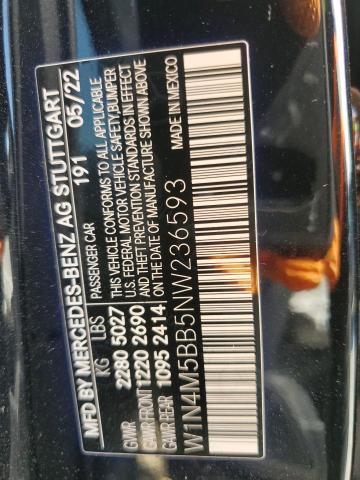 MFD BY MERCEDES-BENZ AG STUTTGART
191 05/22
PASSENGER CAR
KG LBS
GVWR 2280 5027
GAWR FRONT 1220 2690
GAWR REAR 1095 2414
THIS VEHICLE CONFORMS TO ALL APPLICABLE
U.S. FEDERAL MOTOR VEHICLE SAFETY,BUMPER
AND THEFT PREVENTION STANDARDS IN EFFECT
ON THE DATE OF MANUFACTURE SHOWN ABOVE
MADE IN MEXICO
W1N4M5BB5NW236593